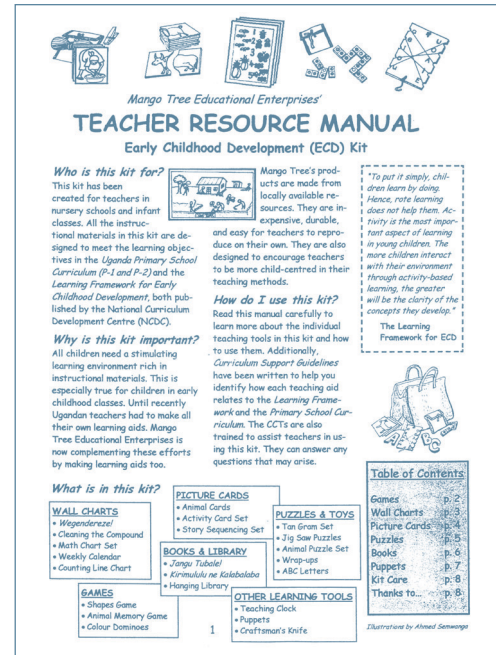 Mango Tree Educational Enterprises'
TEACHER RESOURCE MANUAL
Early Childhood Development (ECD) Kit
Who is this kit for?
This kit has been
created for teachers in
nursery schools and infant
classes. All the instruc-
tional materials in this kit are de-
signed to meet the learning objec-
tives in the Uganda Primary School
Curriculum (P-1 and P-2) and the
Learning Framework for Early
Childhood Development, both pub-
lished by the National Curriculum
Development Centre (NCDC).
Why is this kit important?
All children need a stimulating
learning environment rich in
instructional materials. This is
especially true for children in early
childhood classes. Until recently
Ugandan teachers had to make all
their own learning aids. Mango
Tree Educational Enterprises is
now complementing these efforts
by making learning aids too.
Mango Tree's prod-
ucts are made from
locally available re-
sources. They are in-
expensive, durable,
and easy for teachers to repro-
duce on their own. They are also
designed to encourage teachers
to be more child-centred in their
teaching methods.
How do I use this kit?
Read this manual carefully to
learn more about the individual
teaching tools in this kit and how
to use them. Additionally,
Curriculum Support Guidelines
have been written to help you
identify how each teaching aid
relates to the Learning Frame-
work and the Primary School Cur-
riculum. The CCTs are also
trained to assist teachers in us-
ing this kit. They can answer any
questions that may arise.
"To put it simply, chil-
dren learn by doing.
Hence, rote learning
does not help them. Ac-
tivity is the most impor-
tant aspect of learning
in young children. The
more children interact
with their environment
through activity-based
learning, the greater
will be the clarity of the
concepts they develop."
The Learning
Framework for ECD
What is in this kit?
WALL CHARTS
• Wegendereze!
• Cleaning the Compound
• Math Chart Set
• Weekly Calendar
• Counting Line Chart
GAMES
• Shapes Game
• Animal Memory Game
• Colour Dominoes
PICTURE CARDS
• Animal Cards
• Activity Card Set
• Story Sequencing Set
BOOKS & LIBRARY
• Jangu Tubale!
• Kirimululu ne Kalabalaba
• Hanging Library
PUZZLES & TOYS
• Tan Gram Set
• Jig Saw Puzzles
• Animal Puzzle Set
• Wrap-ups
• ABC Letters
OTHER LEARNING TOOLS
• Teaching Clock
• Puppets
• Craftsman's Knife
Table of Contents
Games p. 2
Wall Charts p. 3
Picture Cards p. 4
Puzzles p. 5
Books p. 6
Puppets p. 7
Kit Care p. 8
Thanks to... p. 8
1
Illustrations by Ahmed Semwanga